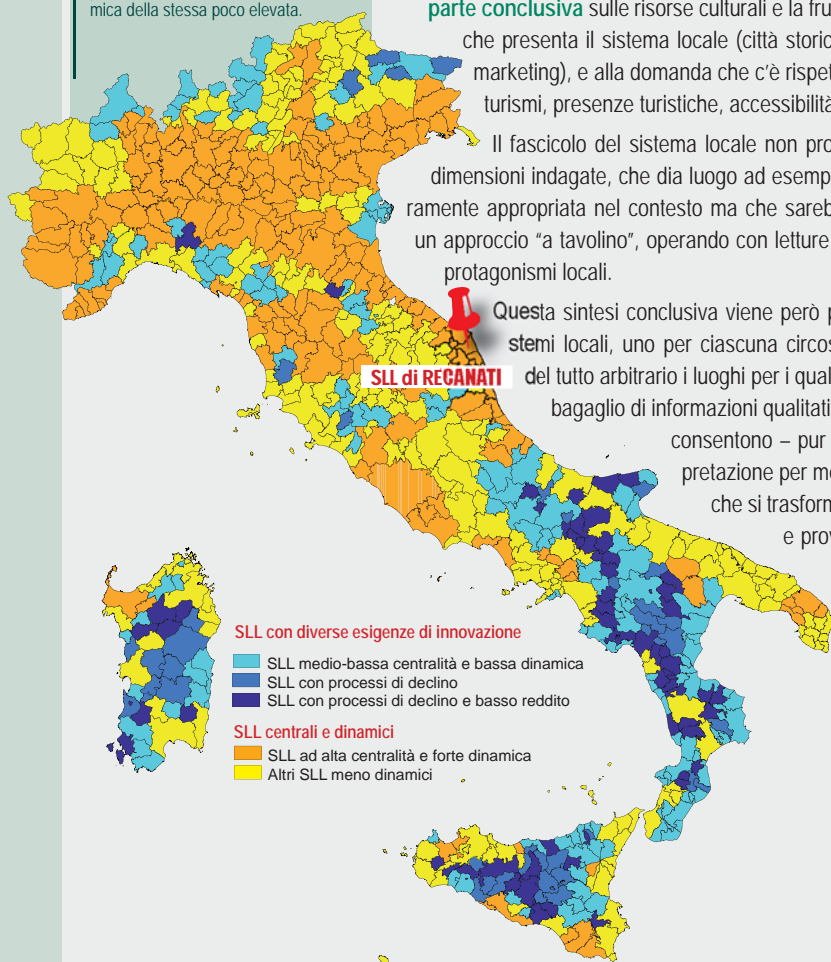 mica della stessa poco elevata.
parte conclusiva sulle risorse culturali e la fru
che presenta il sistema locale (città storic
marketing), e alla domanda che c'è rispet
turismi, presenze turistiche, accessibilità
Il fascicolo del sistema locale non pro
dimensioni indagate, che dia luogo ad esemp
ramente appropriata nel contesto ma che sareb
un approccio “a tavolino”, operando con letture
protagonismi locali.
Questa sintesi conclusiva viene però p
stemi locali, uno per ciascuna circos
SLL di RECANATI
del tutto arbitrario i luoghi per i qual
bagaglio di informazioni qualitati
consentono – pur
pretazione per me
che si trasforn
e prov
SLL con diverse esigenze di innovazione
SLL medio-bassa centralità e bassa dinamica
SLL con processi di declino
SLL con processi di declino e basso reddito
SLL centrali e dinamici
SLL ad alta centralità e forte dinamica
Altri SLL meno dinamici